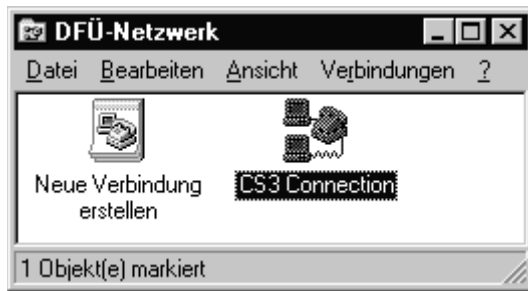 DFÜ-Netzwerk
Datei Bearbeiten Ansicht Verbindungen ?
Neue Verbindung
erstellen
CS3 Connection
1 Objekt(e) markiert